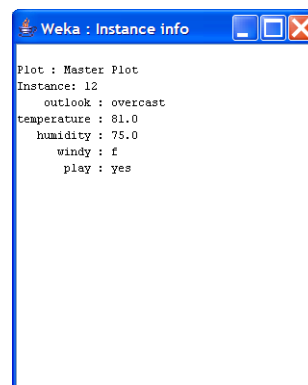 Weka : Instance info
Plot : Master Plot
Instance: 12
outlook : overcast
temperature : 81.0
humidity : 75.0
windy : f
play : yes